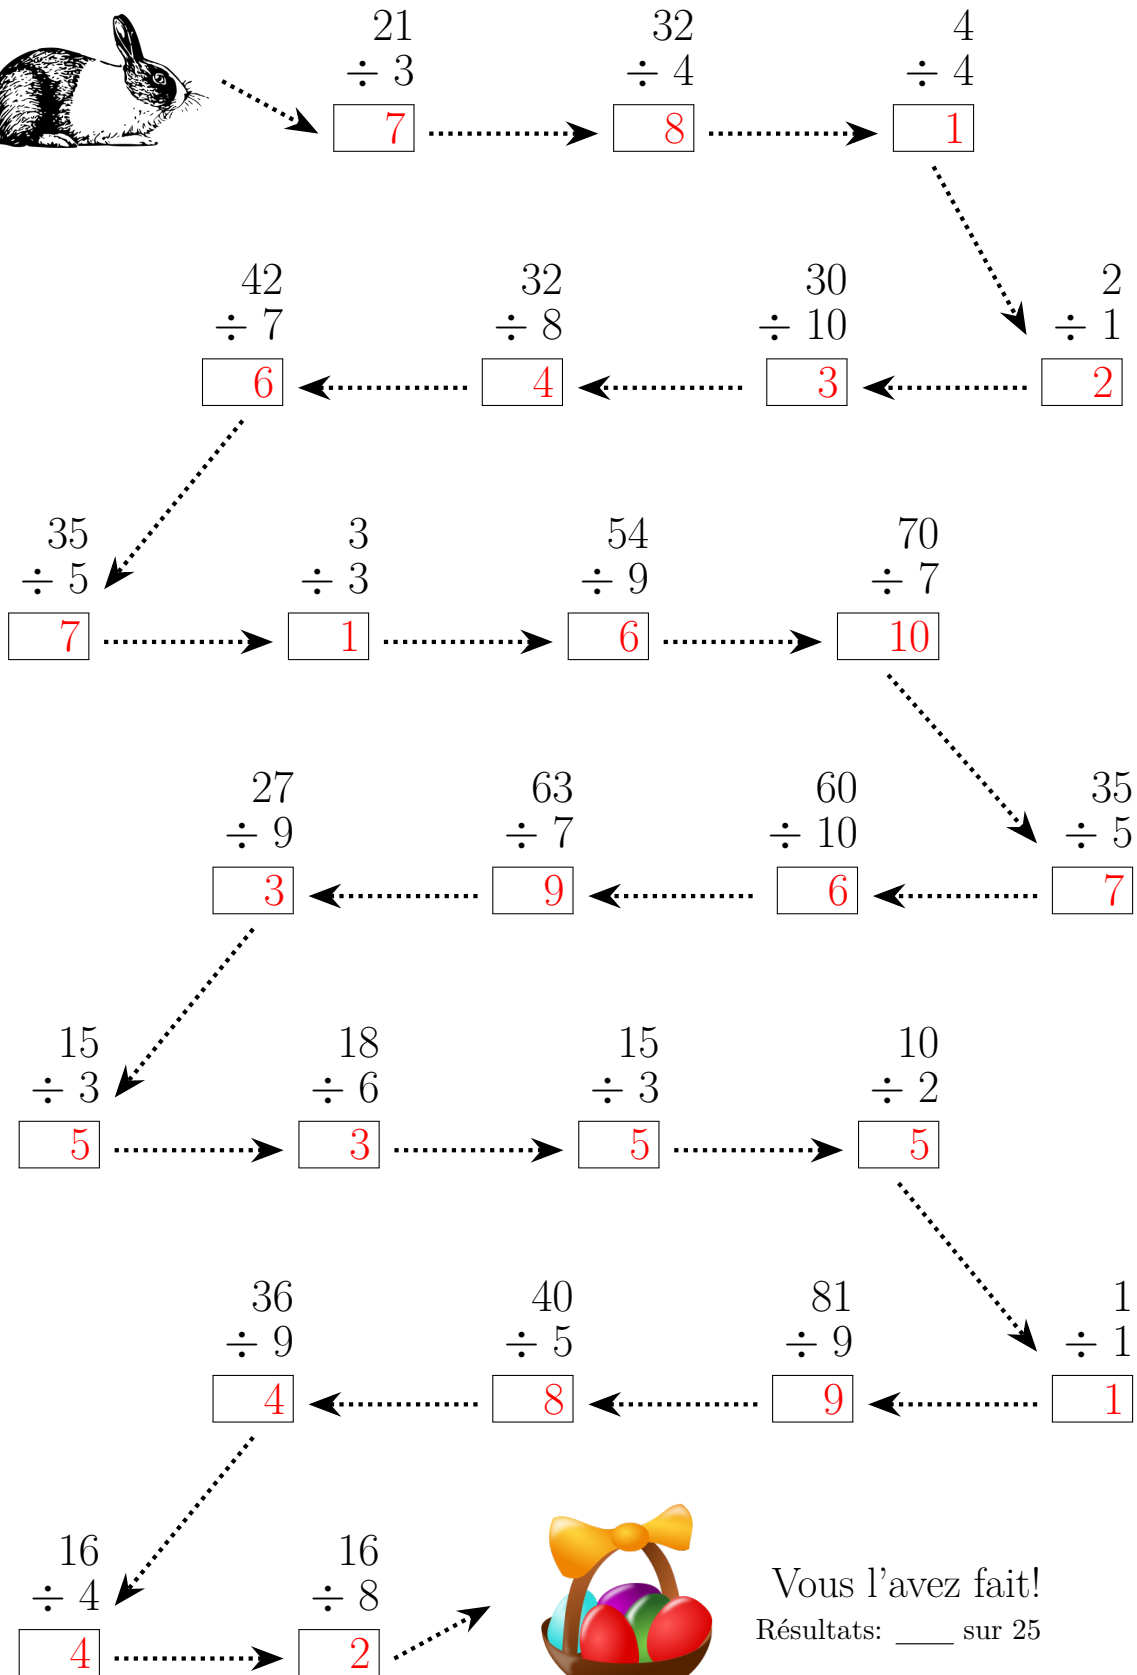 21 32 4
÷ 3 ÷ 4 ÷ 4
7 8 1
42 32 30 2
÷ 7 ÷ 8 ÷ 10 ÷ 1
6 4 3 2
35 3 54 70
÷ 5 ÷ 3 ÷ 9 ÷ 7
7 1 6 10
27 63 60 35
÷ 9 ÷ 7 ÷ 10 ÷ 5
3 9 6 7
15 18 15 10
÷ 3 ÷ 6 ÷ 3 ÷ 2
5 3 5 5
36 40 81 1
÷ 9 ÷ 5 ÷ 9 ÷ 1
4 8 9 1
16 16
÷ 4 ÷ 8
4 2
Vous l'avez fait!
Résultats: ____ sur 25